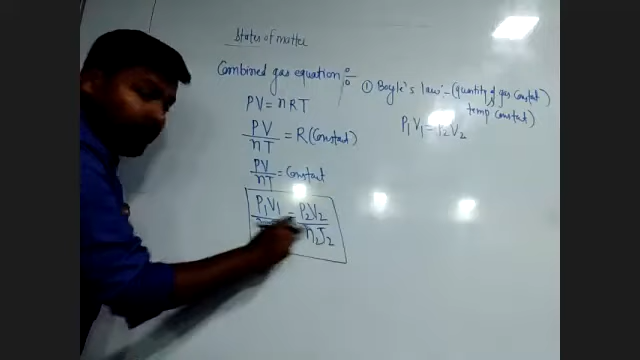 States of matter
Combined gas equation :-
PV = nRT
PV/nT = R (Constant)
PV/nT = Constant
P₁V₁ = P₂V₂/n₂T₂
① Boyle's law :- (quantity of gas constant,
temp constant)
P₁V₁ = P₂V₂